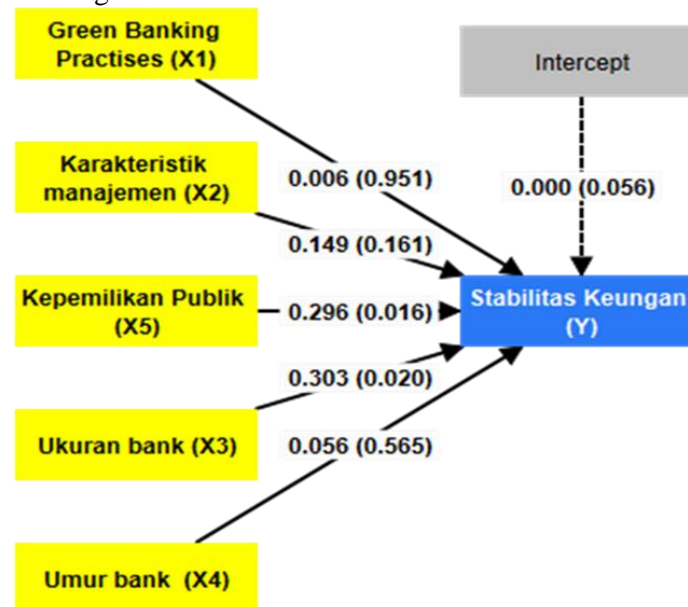 Green Banking
Practises (X1)
Intercept
Karakteristik
manajemen (X2)
0.006 (0.951)
0.000 (0.056)
0.149 (0.161)
Kepemilikan Publik
(X5)
0.296 (0.016)
Stabilitas Keungan
(Y)
0.303 (0.020)
Ukuran bank (X3)
0.056 (0.565)
Umur bank (X4)